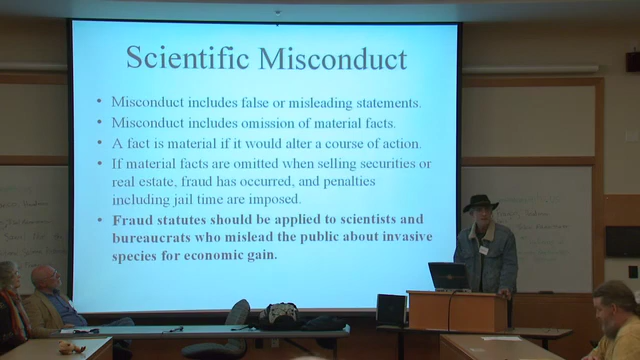 Scientific Misconduct
• Misconduct includes false or misleading statements.
• Misconduct includes omission of material facts.
• A fact is material if it would alter a course of action.
• If material facts are omitted when selling securities or
real estate, fraud has occurred, and penalties
including jail time are imposed.
• Fraud statutes should be applied to scientists and
bureaucrats who mislead the public about invasive
species for economic gain.